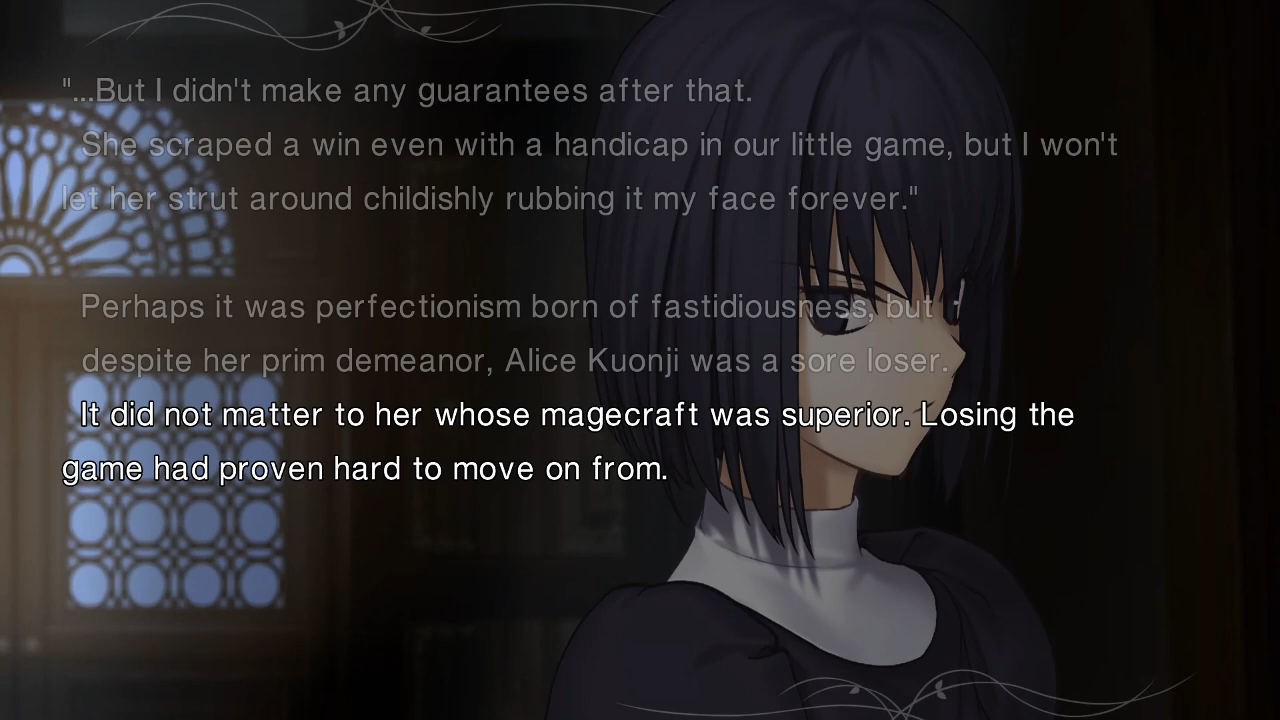 "...But I didn't make any guarantees after that.
She scraped a win even with a handicap in our little game, but I won't
let her strut around childishly rubbing it my face forever."
Perhaps it was perfectionism born of fastidiousness, but
despite her prim demeanor, Alice Kuonji was a sore loser.
It did not matter to her whose magecraft was superior. Losing the
game had proven hard to move on from.